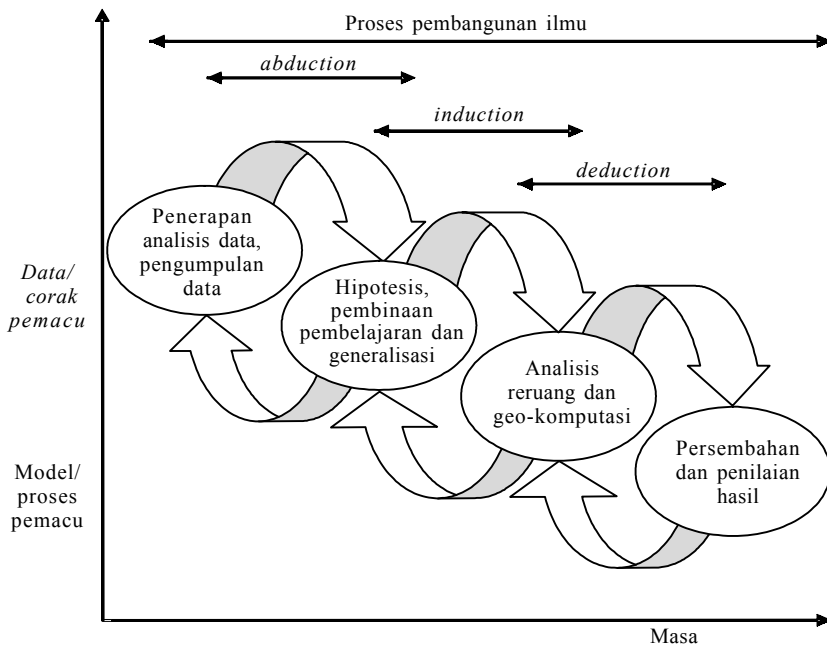 Proses pembangunan ilmu
abduction
induction
deduction
Penerapan
analisis data,
pengumpulan
data
Data/
corak
pemacu
Hipotesis,
pembinaan
pembelajaran dan
generalisasi
Analisis
reruang dan
geo-komputasi
Persembahan
dan penilaian
hasil
Model/
proses
pemacu
Masa